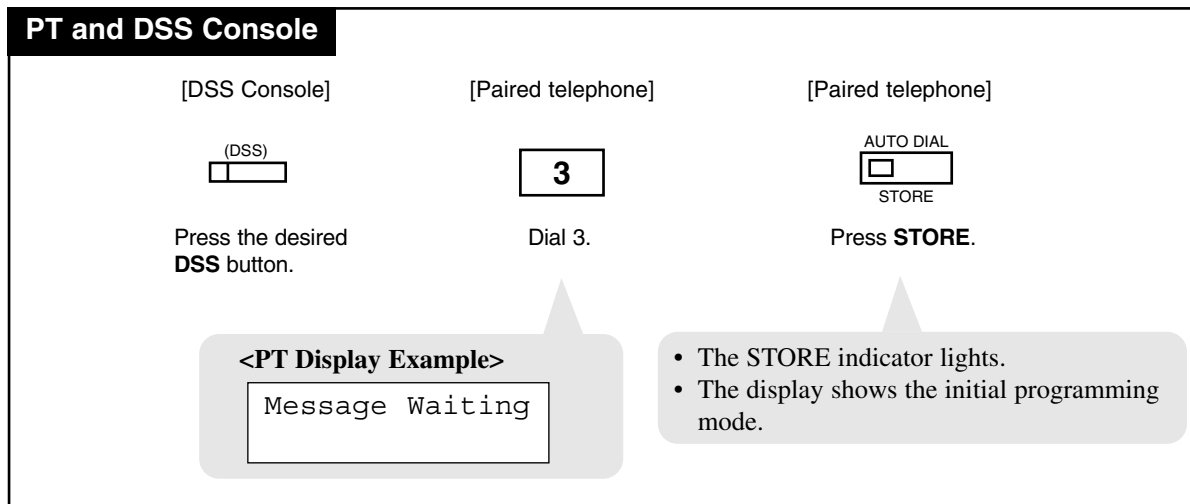 PT and DSS Console
[DSS Console]
[Paired telephone]
[Paired telephone]
(DSS)
3
AUTO DIAL
STORE
Press the desired
DSS button.
Dial 3.
Press STORE.
<PT Display Example>
Message Waiting
• The STORE indicator lights.
• The display shows the initial programming
mode.